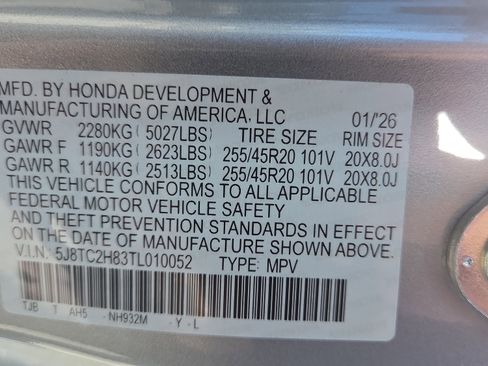 MFD. BY HONDA DEVELOPMENT &
MANUFACTURING OF AMERICA, LLC 01/'26
GVWR 2280KG ( 5027LBS) TIRE SIZE RIM SIZE
GAWR F 1190KG ( 2623LBS) 255/45R20 101V 20X8.0J
GAWR R 1140KG ( 2513LBS) 255/45R20 101V 20X8.0J
THIS VEHICLE CONFORMS TO ALL APPLICABLE
FEDERAL MOTOR VEHICLE SAFETY
AND THEFT PREVENTION STANDARDS IN EFFECT
ON THE DATE OF MANUFACTURE SHOWN ABOVE.
V.I.N. 5J8TC2H83TL010052 TYPE: MPV
TJB T AH5 - NH932M - Y - L